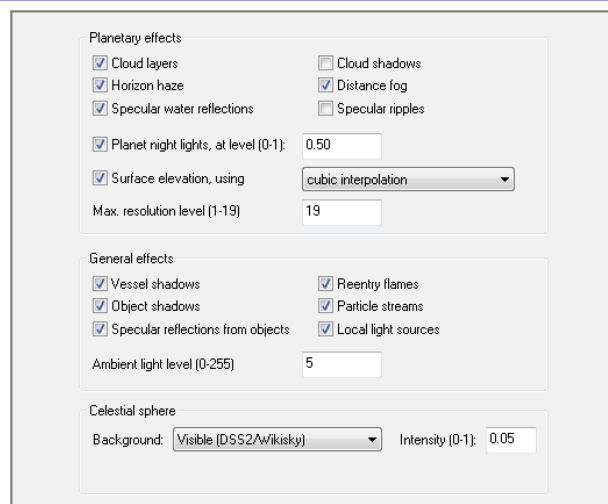 Planetary effects
Cloud layers Cloud shadows
Horizon haze Distance fog
Specular water reflections Specular ripples
Planet night lights, at level (0-1): 0.50
Surface elevation, using cubic interpolation
Max. resolution level (1-19) 19
General effects
Vessel shadows Reentry flames
Object shadows Particle streams
Specular reflections from objects Local light sources
Ambient light level (0-255) 5
Celestial sphere
Background: Visible (DSS2/Wikisky) Intensity (0-1): 0.05